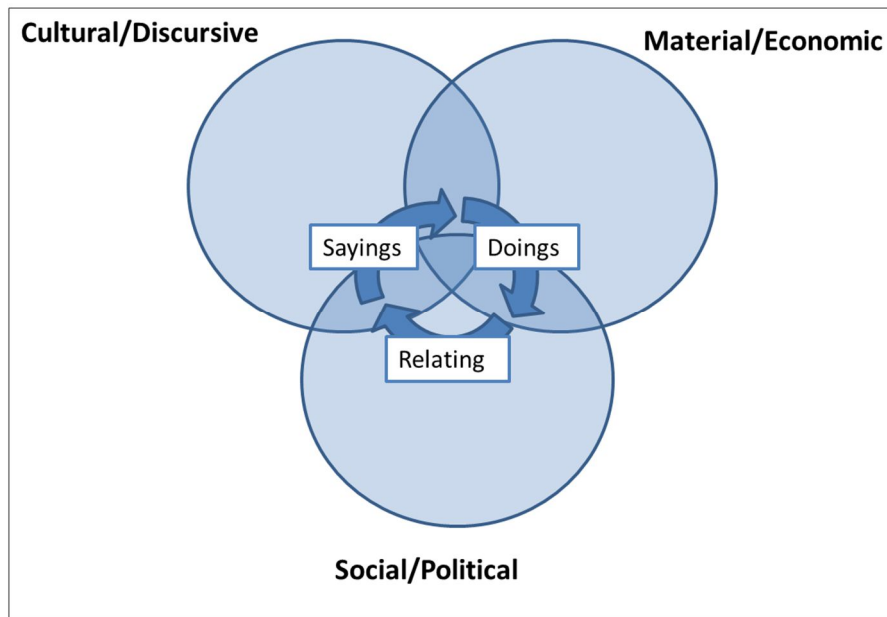 Cultural/Discursive
Material/Economic
Sayings
Doings
Relating
Social/Political